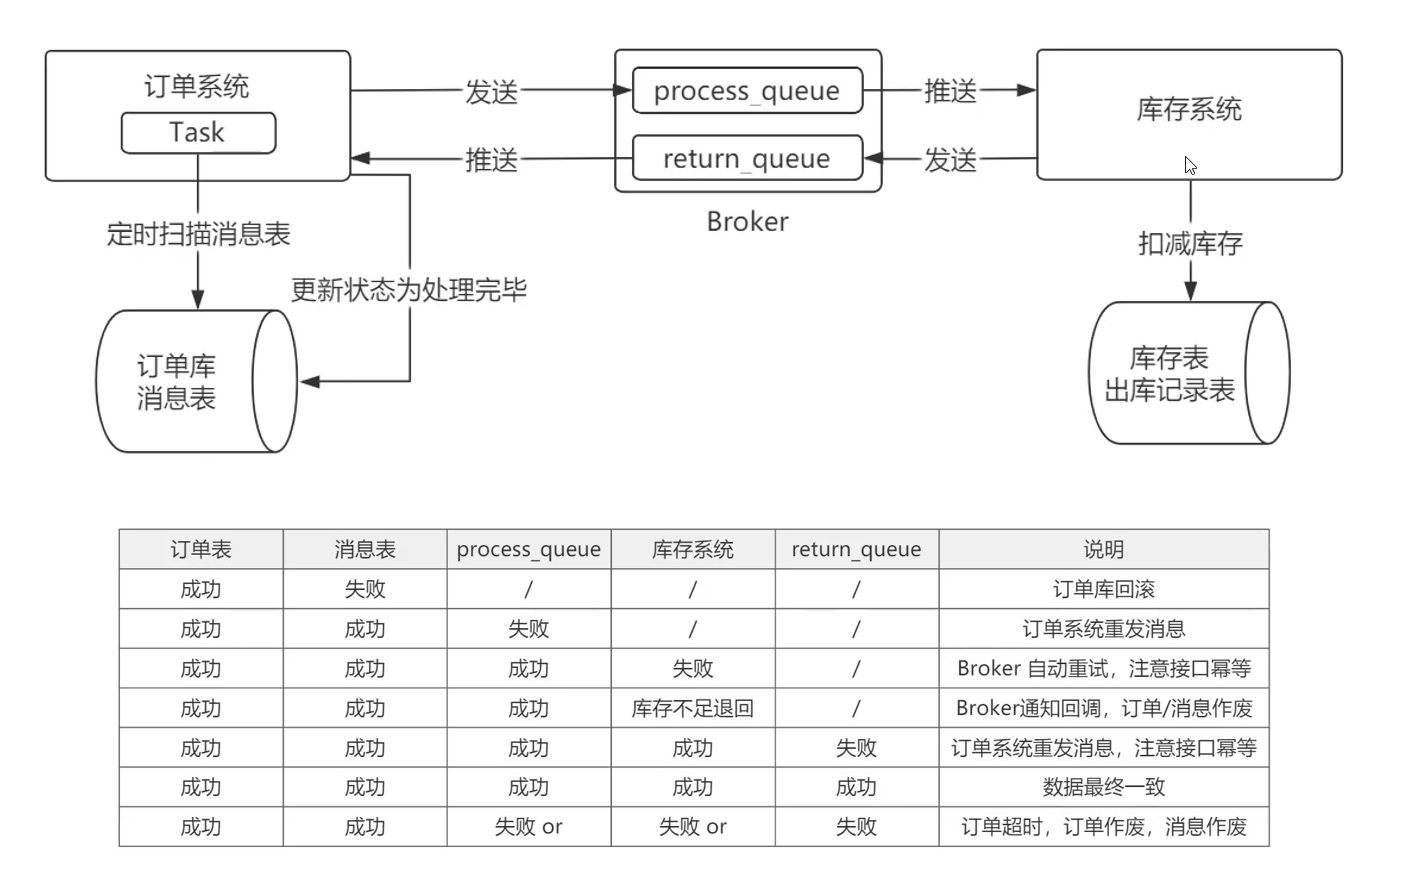 订单系统
Task
发送
process_queue
推送
库存系统
推送
return_queue
发送
Broker
定时扫描消息表
更新状态为处理完毕
扣减库存
订单库
消息表
库存表
出库记录表
订单表 消息表 process_queue 库存系统 return_queue 说明
成功 失败 / / / 订单库回滚
成功 成功 失败 / / 订单系统重发消息
成功 成功 成功 失败 / Broker 自动重试，注意接口幂等
成功 成功 成功 库存不足退回 / Broker通知回调，订单/消息作废
成功 成功 成功 成功 失败 订单系统重发消息，注意接口幂等
成功 成功 成功 成功 成功 数据最终一致
成功 成功 失败 or 失败 or 失败 订单超时，订单作废，消息作废